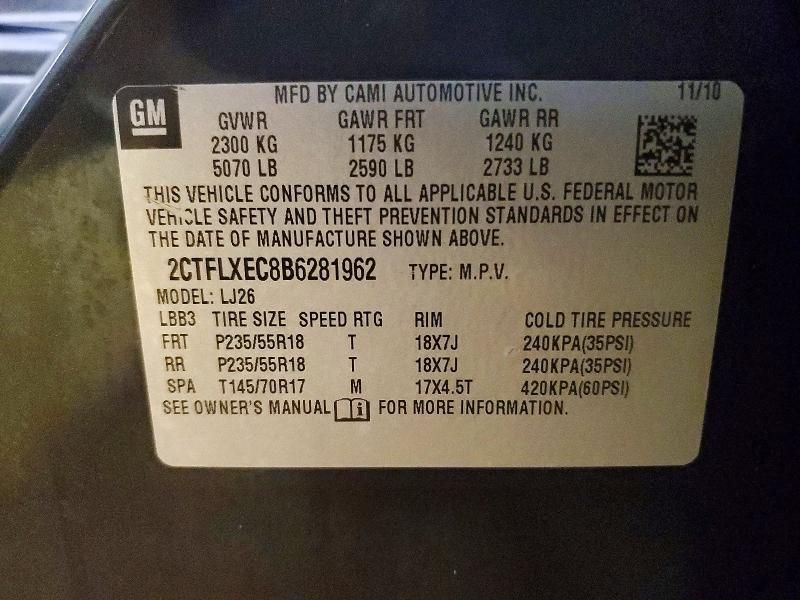 GM
MFD BY CAMI AUTOMOTIVE INC. 11/10
GVWR GAWR FRT GAWR RR
2300 KG 1175 KG 1240 KG
5070 LB 2590 LB 2733 LB
THIS VEHICLE CONFORMS TO ALL APPLICABLE U.S. FEDERAL MOTOR
VEHICLE SAFETY AND THEFT PREVENTION STANDARDS IN EFFECT ON
THE DATE OF MANUFACTURE SHOWN ABOVE.
2CTFLXEC8B6281962 TYPE: M.P.V.
MODEL: LJ26
LBB3 TIRE SIZE SPEED RTG RIM COLD TIRE PRESSURE
FRT P235/55R18 T 18X7J 240KPA(35PSI)
RR P235/55R18 T 18X7J 240KPA(35PSI)
SPA T145/70R17 M 17X4.5T 420KPA(60PSI)
SEE OWNER'S MANUAL i FOR MORE INFORMATION.